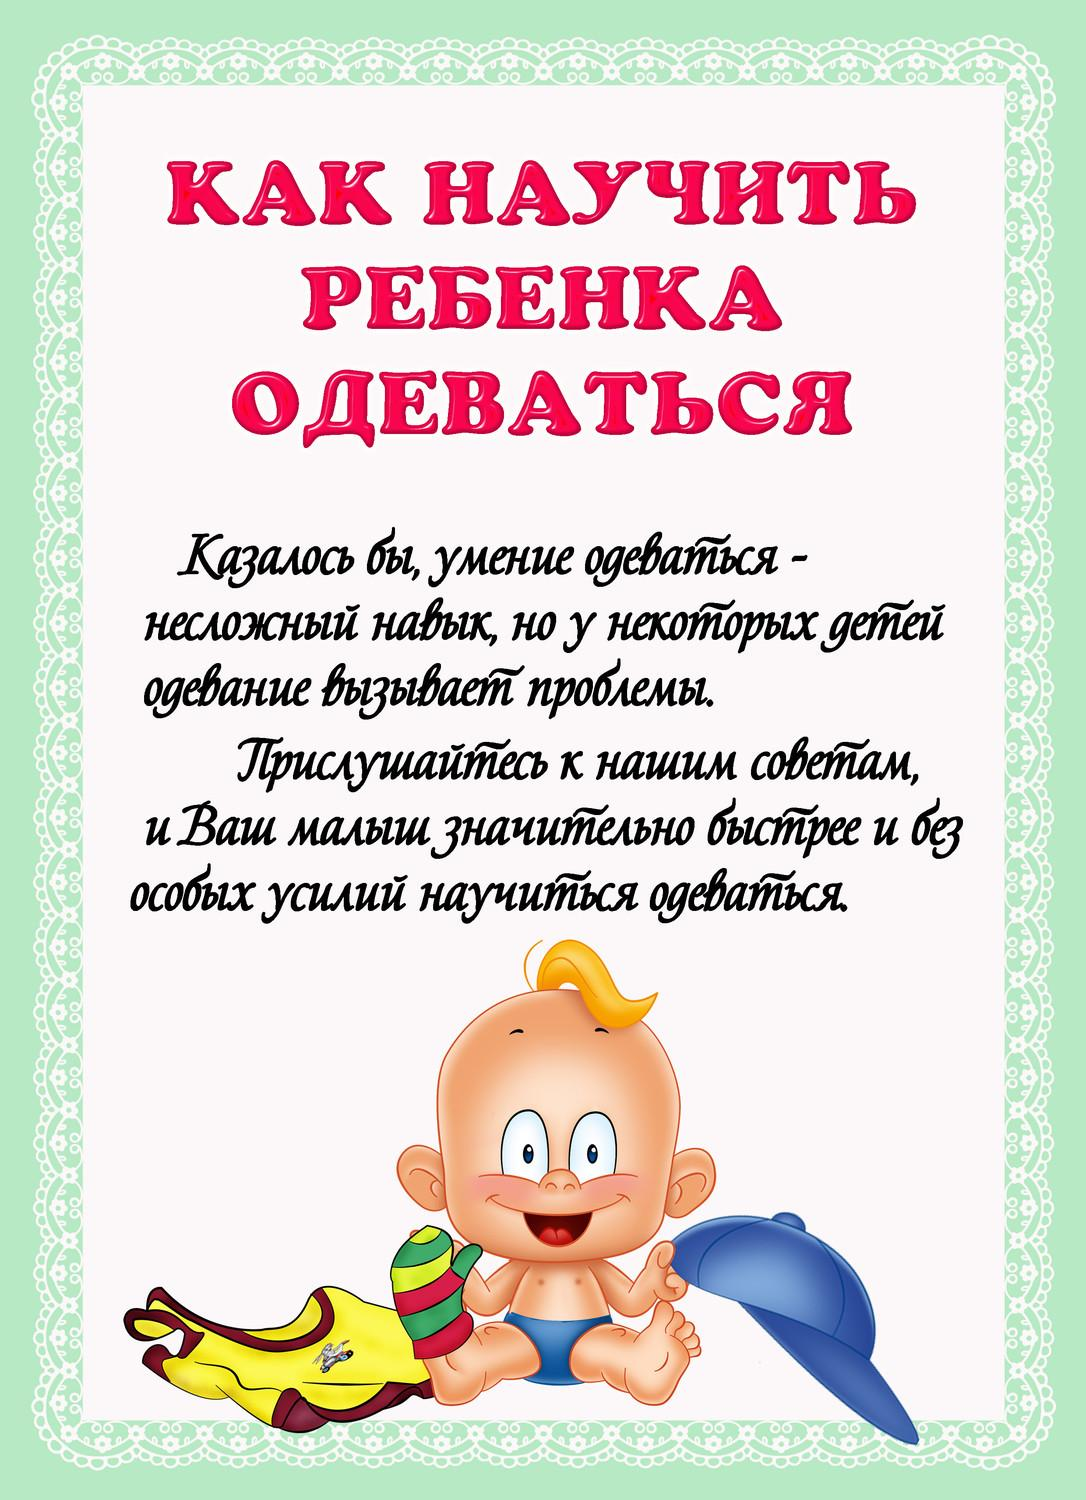 КАК НАУЧИТЬ
РЕБЕНКА
ОДЕВАТЬСЯ
Казалось бы, умение одеваться -
несложный навык, но у некоторых детей
одевание вызывает проблемы.
Прислушайтесь к нашим советам,
и Ваш малыш значительно быстрее и без
особых усилий научиться одеваться.